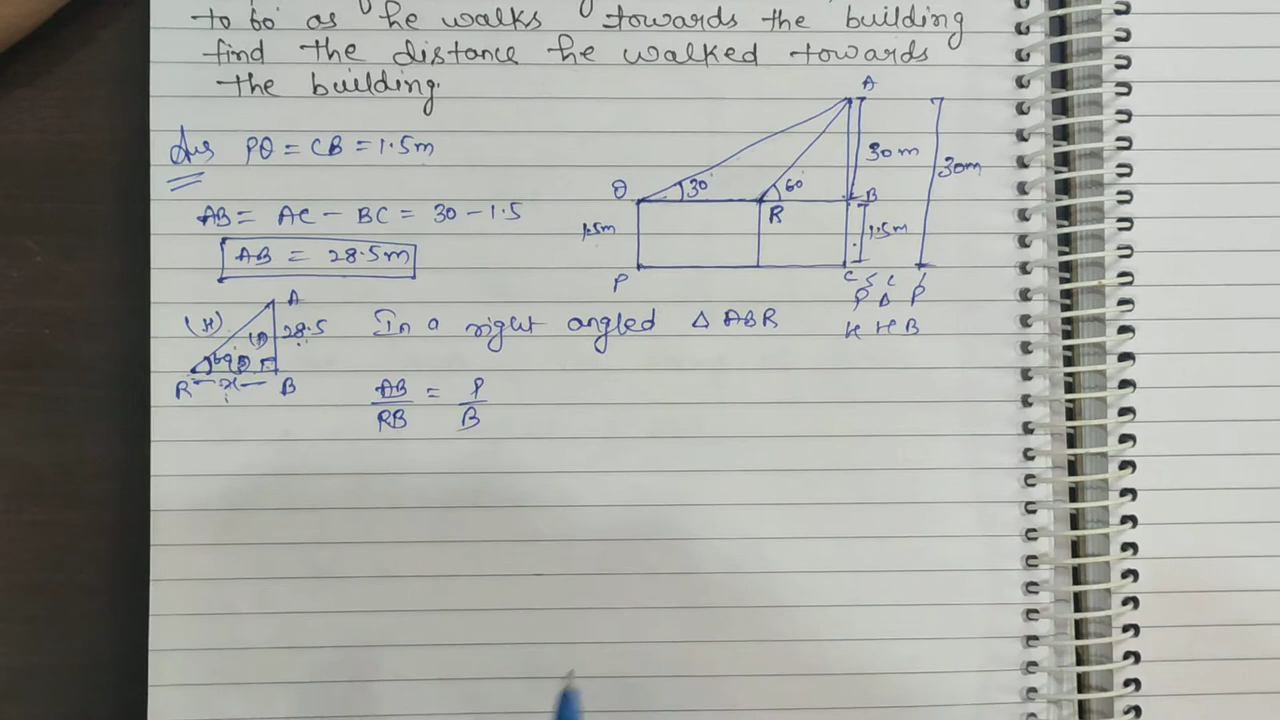 to 60° as he walks towards the building
find the distance he walked towards
the building.
Ans PQ = CB = 1.5m
AB = AC - BC = 30 - 1.5
AB = 28.5m
A
30m
30m
Q 30° 60° B
R
1.5m 1.5m
P C S C T
P A P
H H B
A
(H) (P) 28.5
60°
R x B
In a right angled Δ ABR
AB/RB = P/B